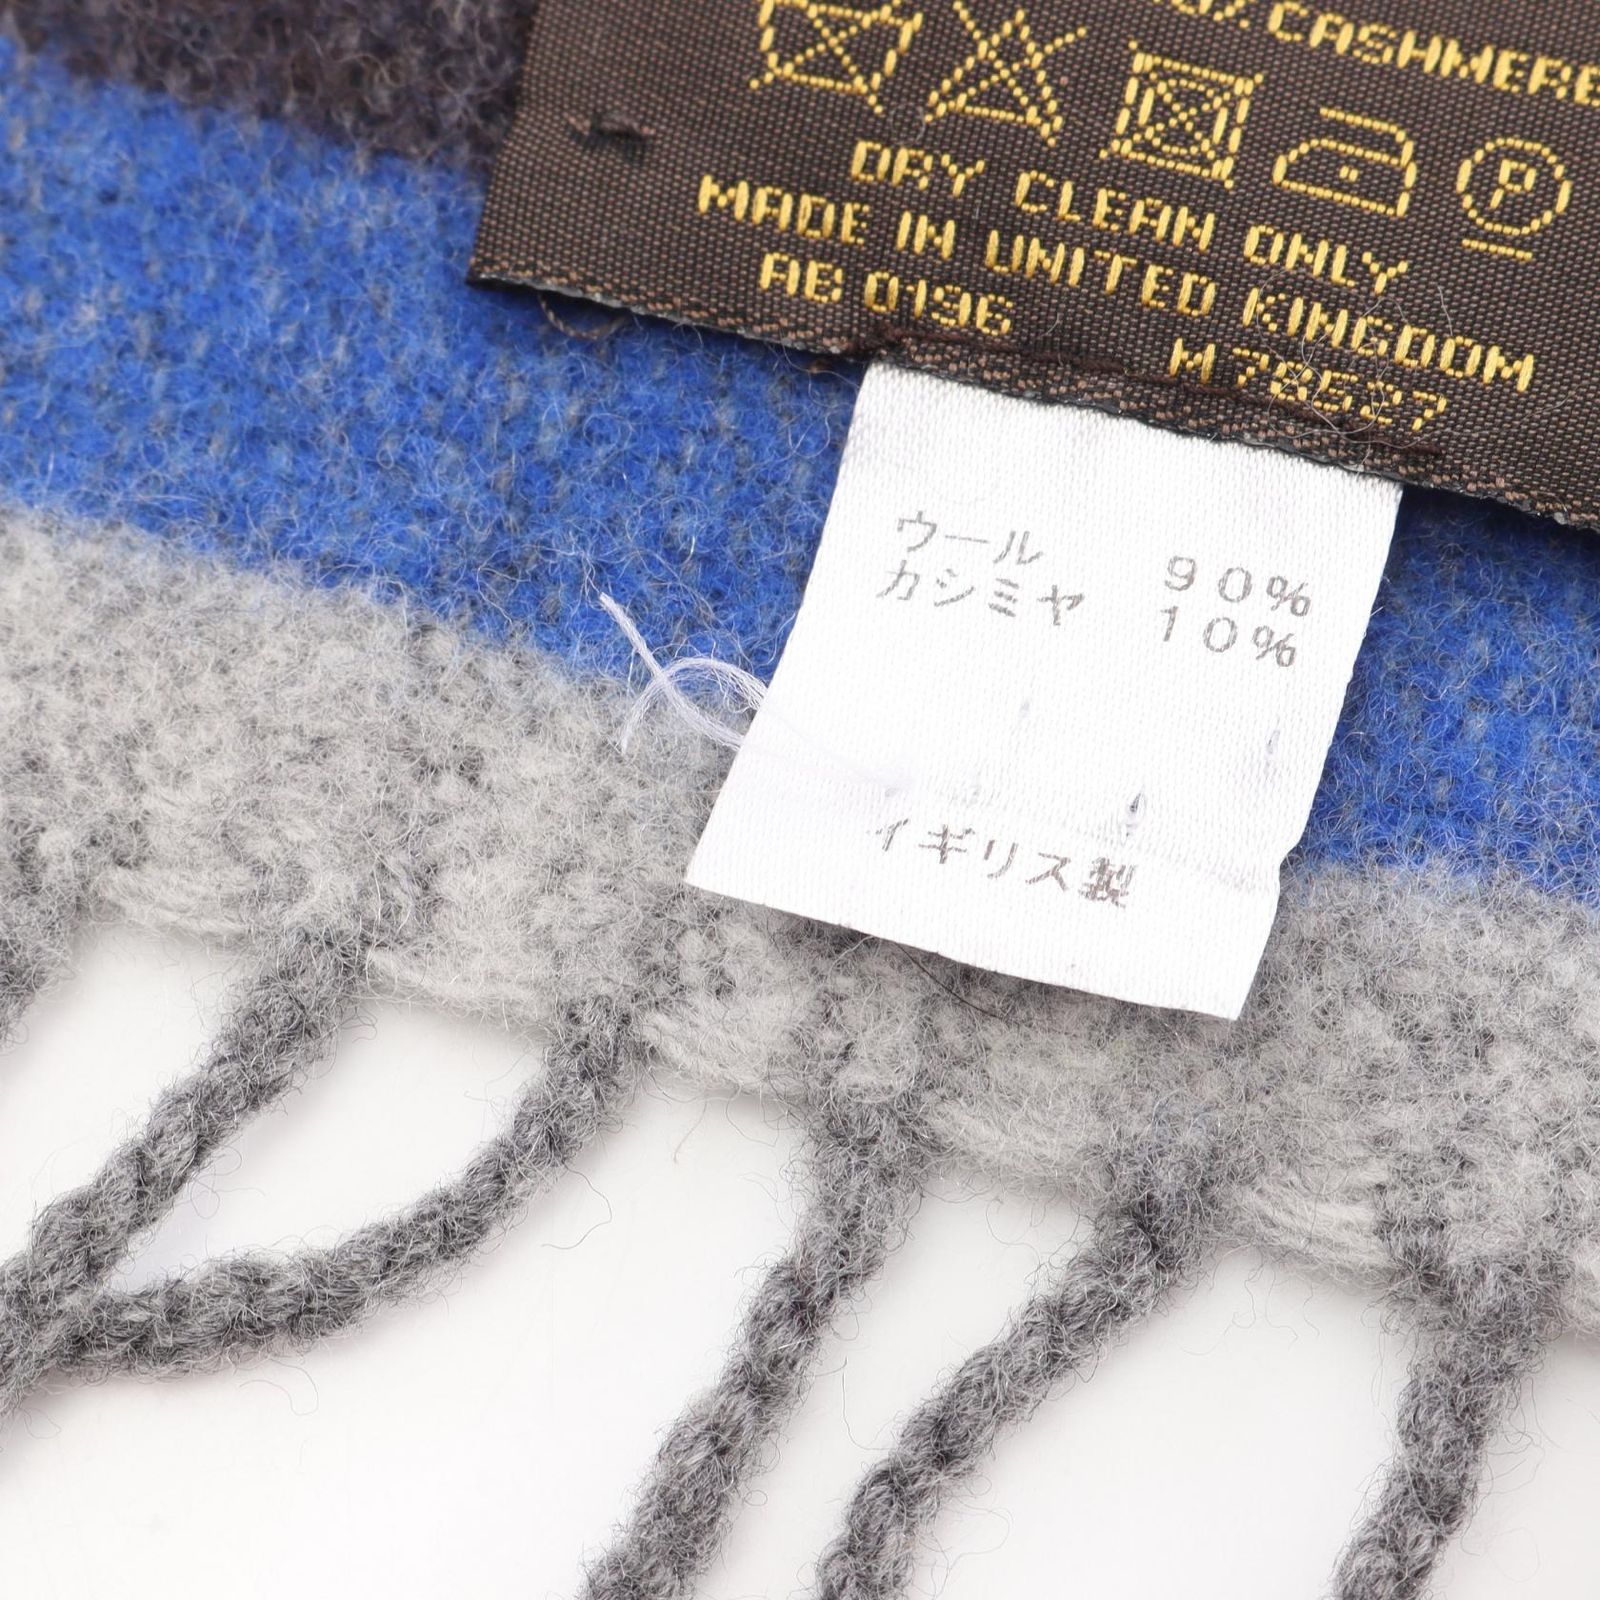 CASHMERE
P
DRY CLEAN ONLY
MADE IN UNITED KINGDOM
AB 0196
M78537
ウール 90%
カシミヤ 10%
イギリス製